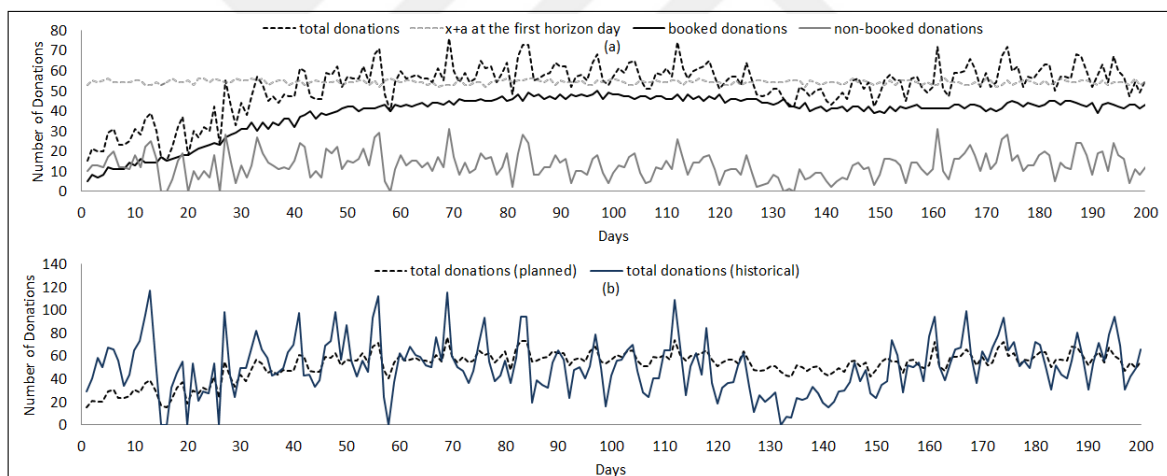 total donations x+a at the first horizon day booked donations non-booked donations
(a)
Number of Donations
80
70
60
50
40
30
20
10
0
1 10 20 30 40 50 60 70 80 90 100 110 120 130 140 150 160 170 180 190 200
Days
total donations (planned) total donations (historical)
(b)
Number of Donations
140
120
100
80
60
40
20
0
1 10 20 30 40 50 60 70 80 90 100 110 120 130 140 150 160 170 180 190 200
Days